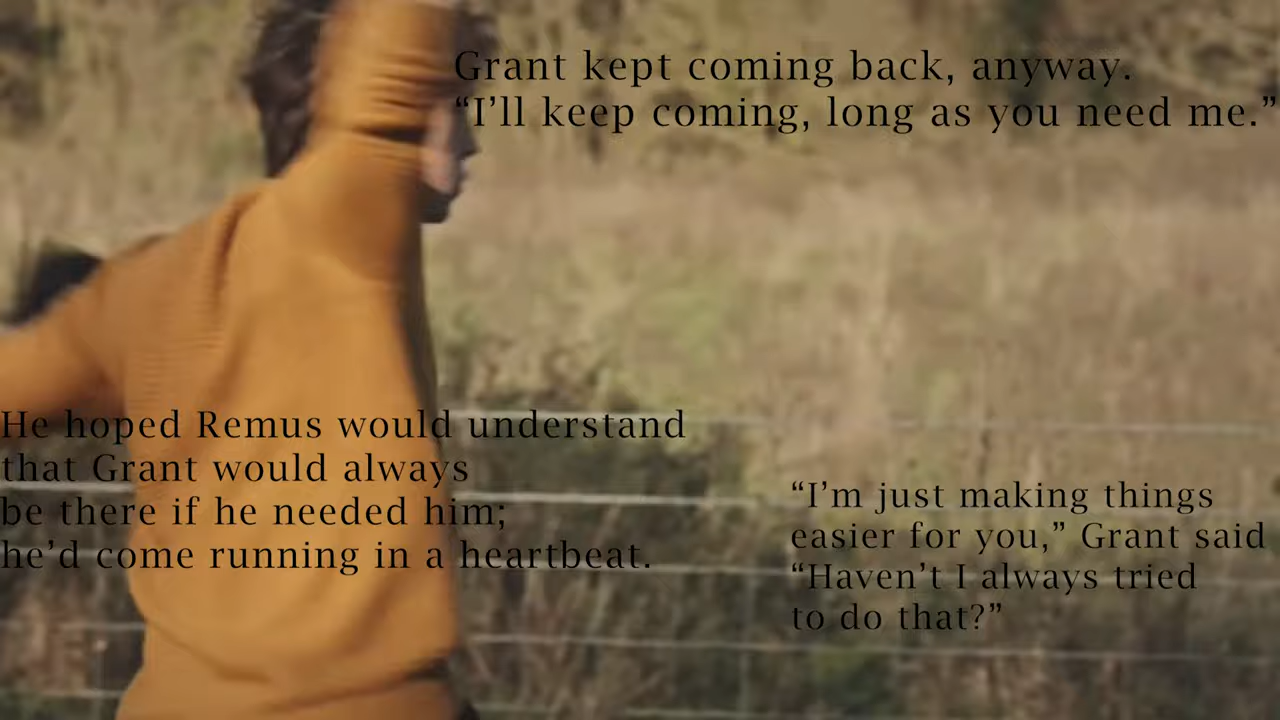 Grant kept coming back, anyway.
“I’ll keep coming, long as you need me.”
He hoped Remus would understand
that Grant would always
be there if he needed him;
he’d come running in a heartbeat.
“I’m just making things
easier for you,” Grant said
“Haven’t I always tried
to do that?”